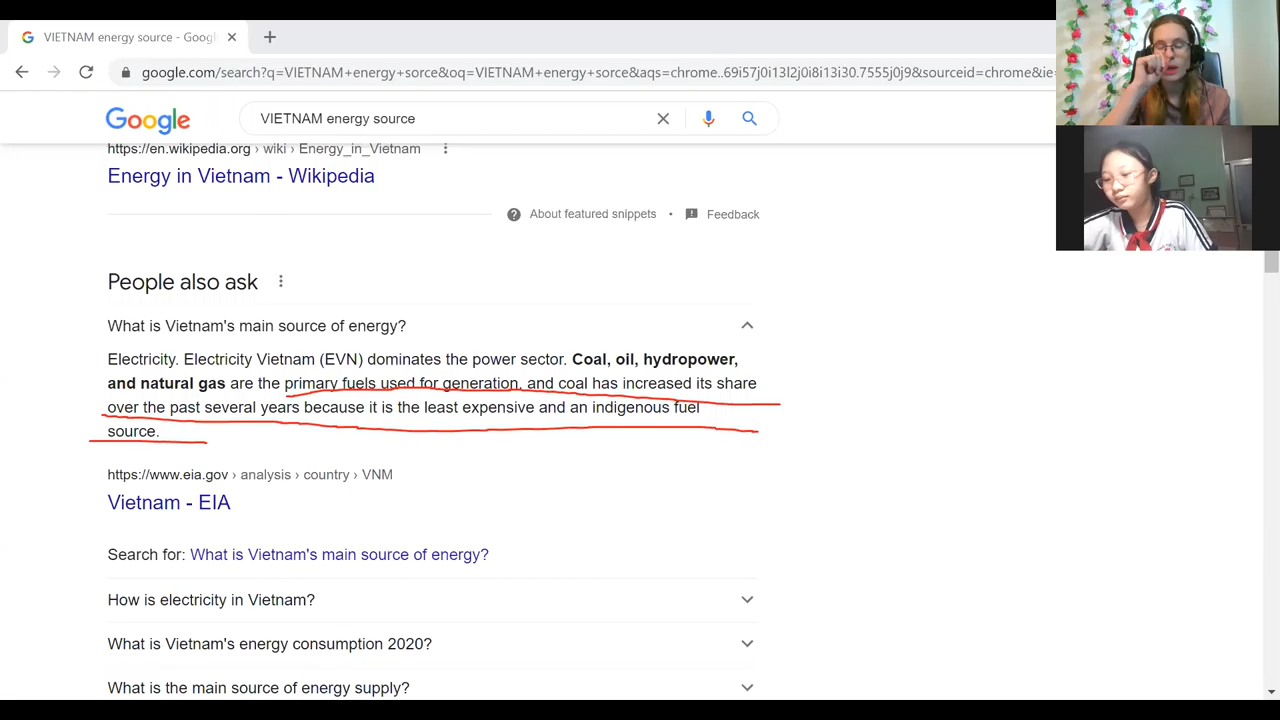 VIETNAM energy source - Googl
google.com/search?q=VIETNAM+energy+sorce&oq=VIETNAM+energy+sorce&aqs=chrome..69i57j0i13l2j0i8i13i30.7555j0j9&sourceid=chrome&ie=
Google
VIETNAM energy source
https://en.wikipedia.org › wiki › Energy_in_Vietnam
Energy in Vietnam - Wikipedia
About featured snippets • Feedback
People also ask
What is Vietnam's main source of energy?
Electricity. Electricity Vietnam (EVN) dominates the power sector. Coal, oil, hydropower,
and natural gas are the primary fuels used for generation, and coal has increased its share
over the past several years because it is the least expensive and an indigenous fuel
source.
https://www.eia.gov › analysis › country › VNM
Vietnam - EIA
Search for: What is Vietnam's main source of energy?
How is electricity in Vietnam?
What is Vietnam's energy consumption 2020?
What is the main source of energy supply?